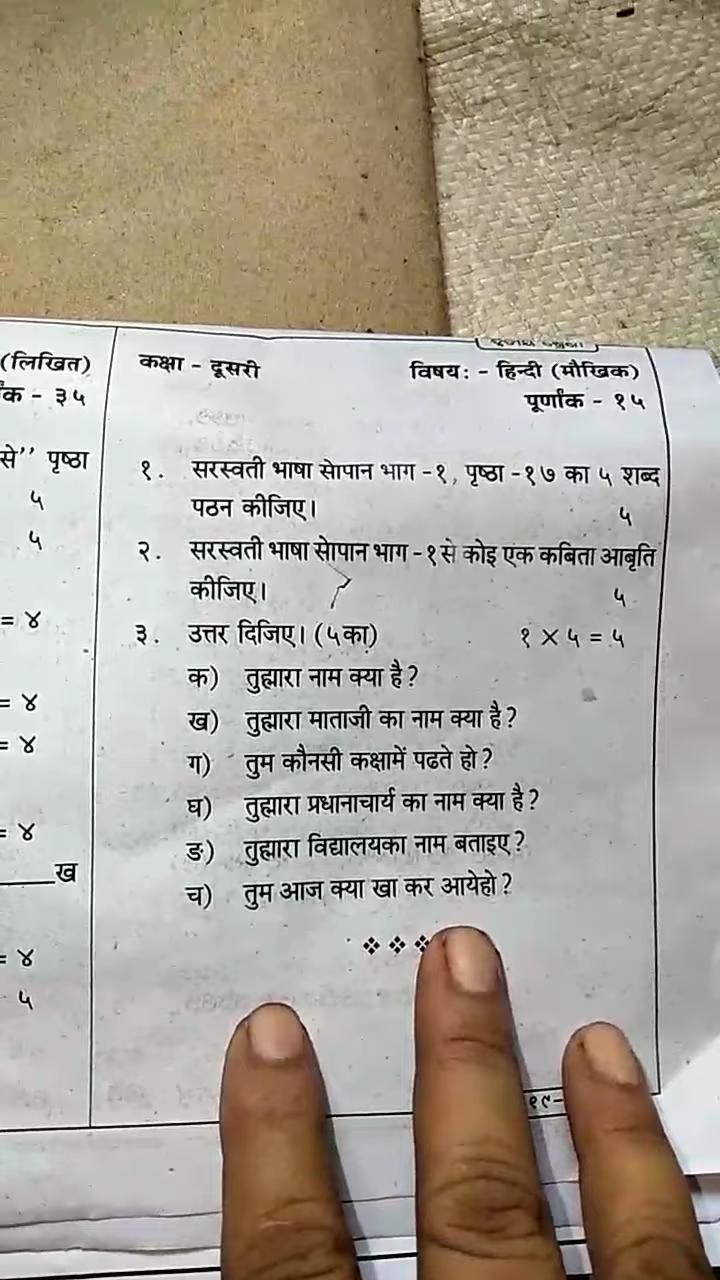 (लिखित)
क - ३५
से’’ पृष्ठा
५
५
= ४
= ४
= ४
= ४
ख
= ४
५
कक्षा - दूसरी
विषय: - हिन्दी (मौखिक)
पूर्णांक - १५
१. सरस्वती भाषा सोपान भाग -१, पृष्ठा -१७ का ५ शब्द
पठन कीजिए। ५
२. सरस्वती भाषा सोपान भाग -१से कोइ एक कबिता आबृति
कीजिए। ५
३. उत्तर दिजिए। (५का) १ × ५ = ५
क) तुह्मारा नाम क्या है?
ख) तुह्मारा माताजी का नाम क्या है?
ग) तुम कौनसी कक्षामें पढते हो?
घ) तुह्मारा प्रधानाचार्य का नाम क्या है?
ङ) तुह्मारा विद्यालयका नाम बताइए?
च) तुम आज क्या खा कर आयेहो?